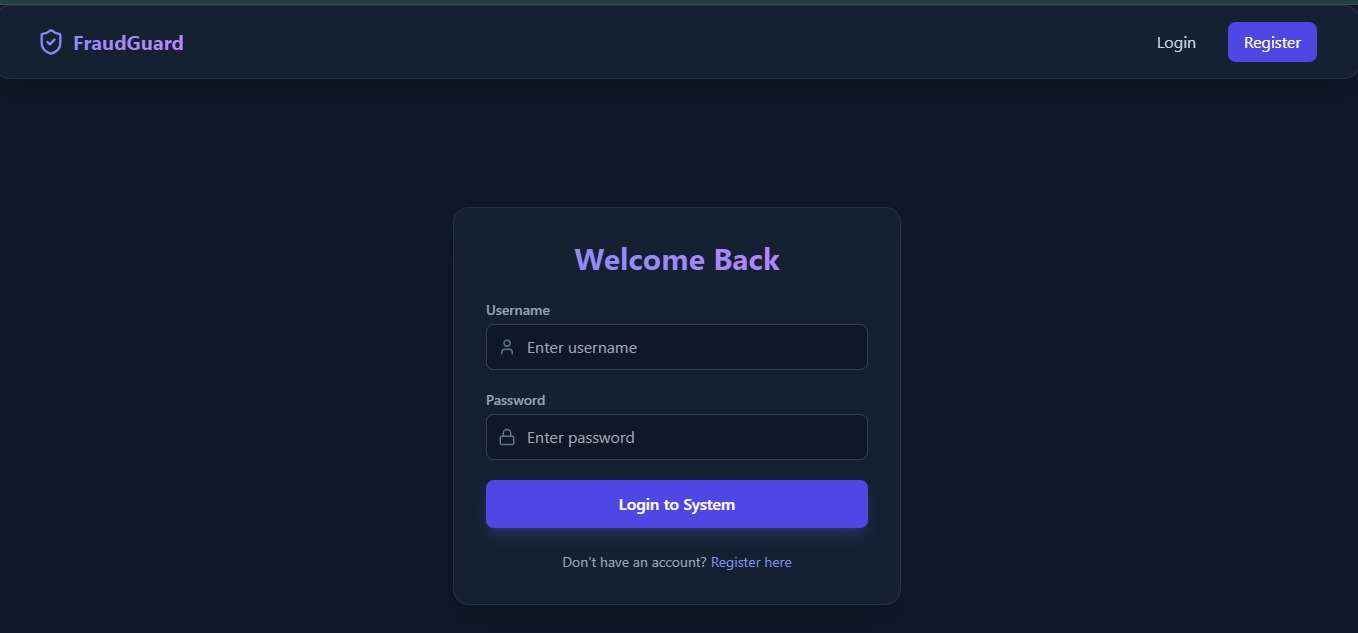 FraudGuard
Login
Register
Welcome Back
Username
Enter username
Password
Enter password
Login to System
Don't have an account? Register here